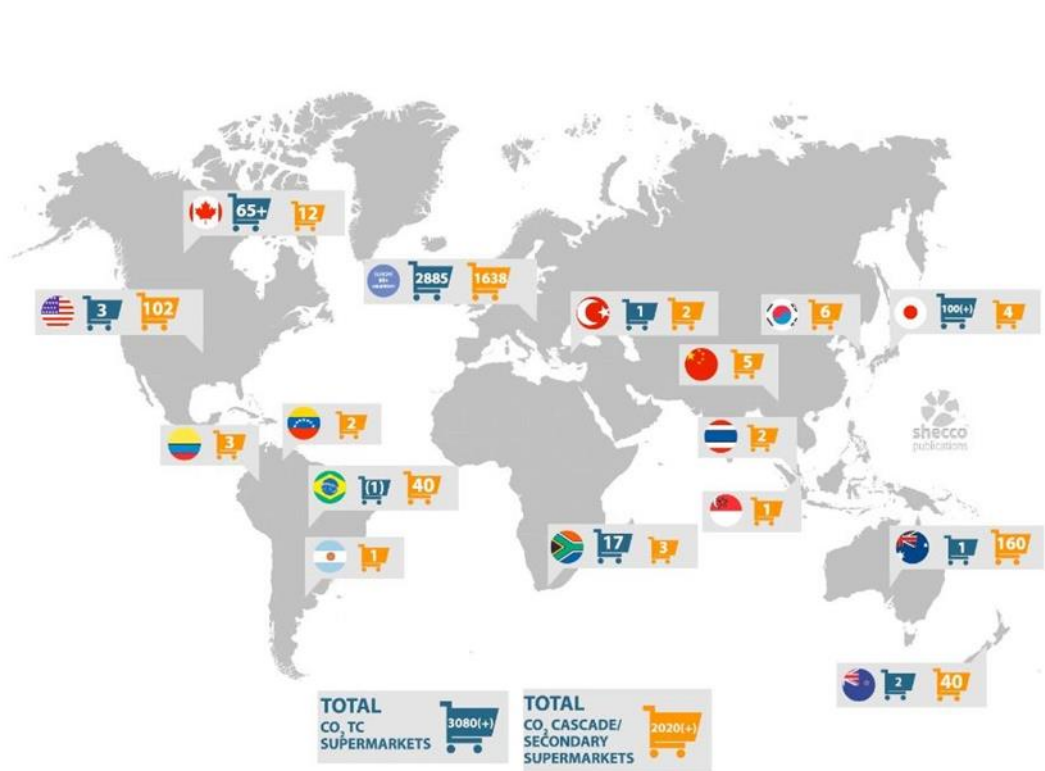 65+ 12
2885 1638
3 102
1 2
6
100(+) 4
5
shecco
publications
2
3
2
(1) 40
1
17 3
1
1 160
2 40
TOTAL
CO2 TC
SUPERMARKETS
3080(+)
TOTAL
CO2 CASCADE/
SECONDARY
SUPERMARKETS
2020(+)